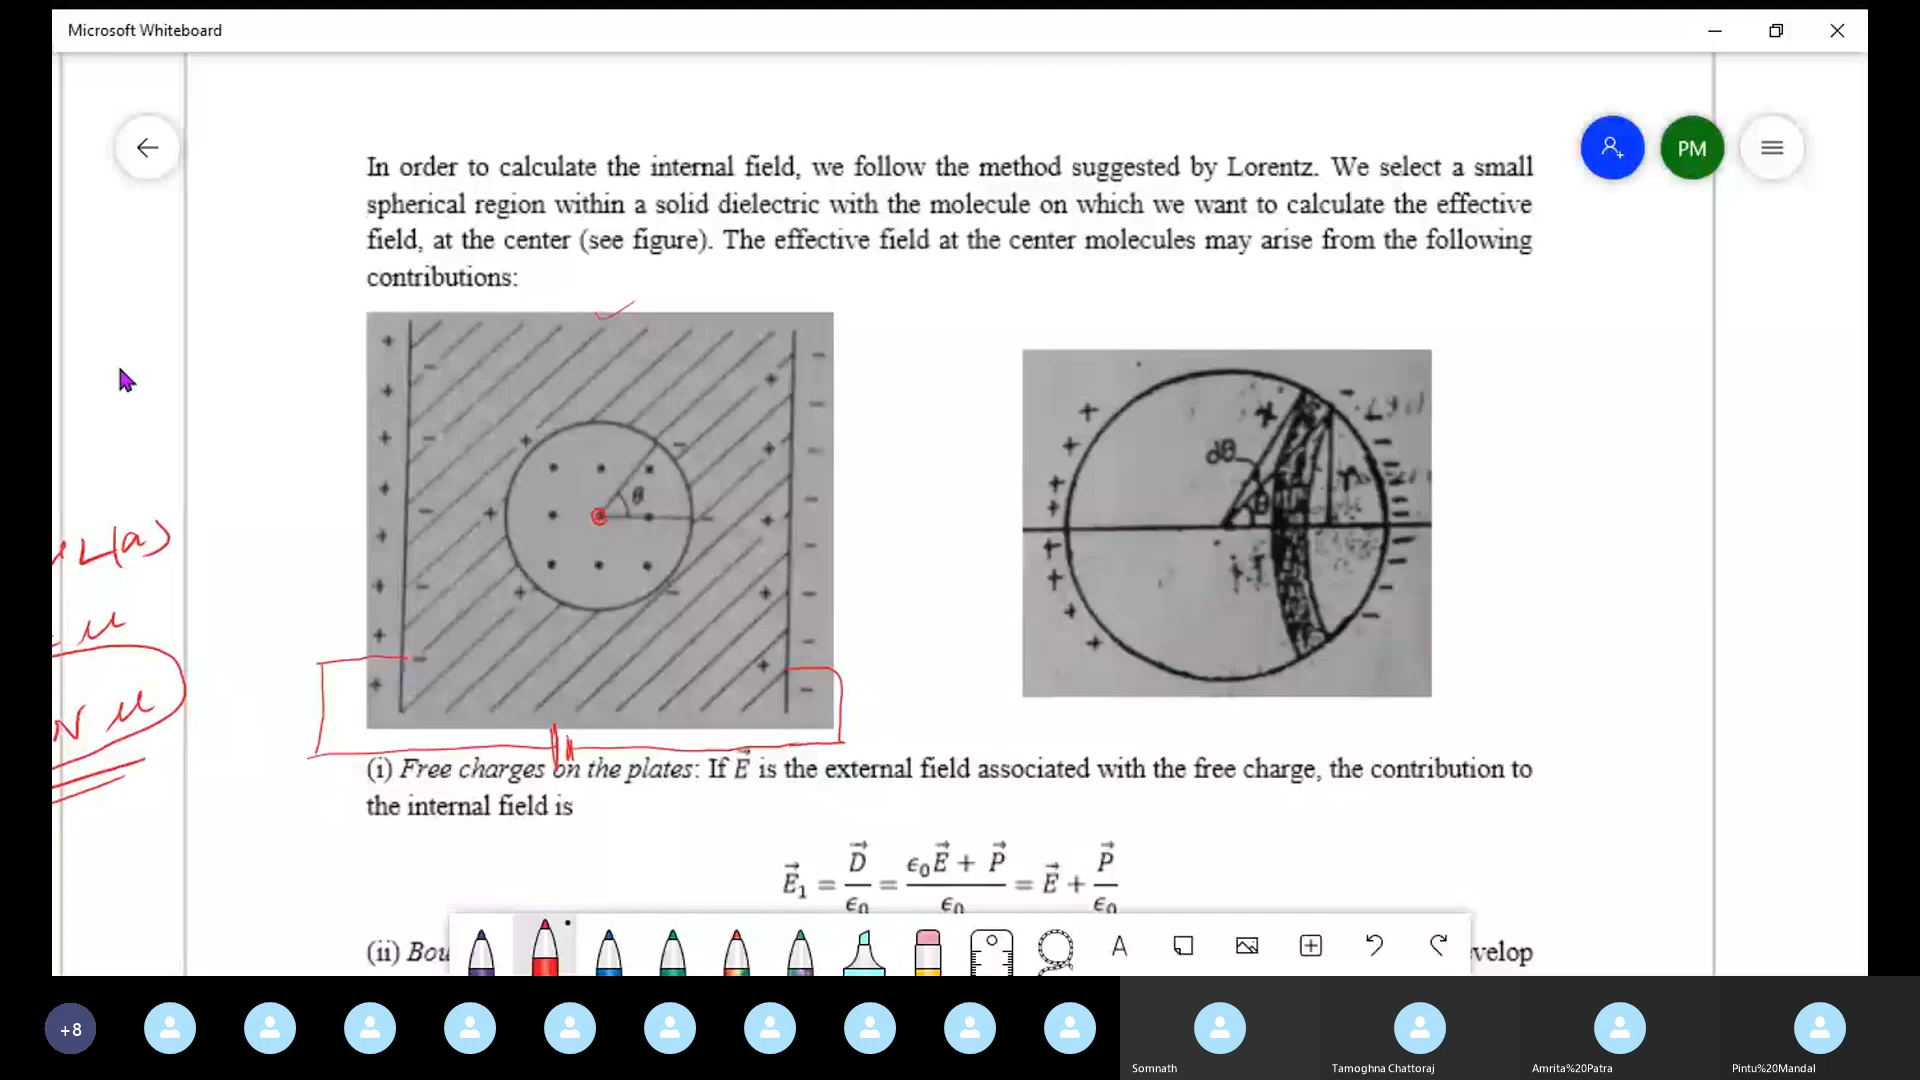 Microsoft Whiteboard
PM
In order to calculate the internal field, we follow the method suggested by Lorentz. We select a small
spherical region within a solid dielectric with the molecule on which we want to calculate the effective
field, at the center (see figure). The effective field at the center molecules may arise from the following
contributions:
θ
dθ
θ
r
L(a)
μ
N μ
(i) Free charges on the plates: If E⃗ is the external field associated with the free charge, the contribution to
the internal field is
E⃗₁ = D⃗/ϵ₀ = (ϵ₀E⃗ + P⃗)/ϵ₀ = E⃗ + P⃗/ϵ₀
(ii)
A
+8
Somnath
Tamoghna Chattoraj
Amrita%20Patra
Pintu%20Mandal